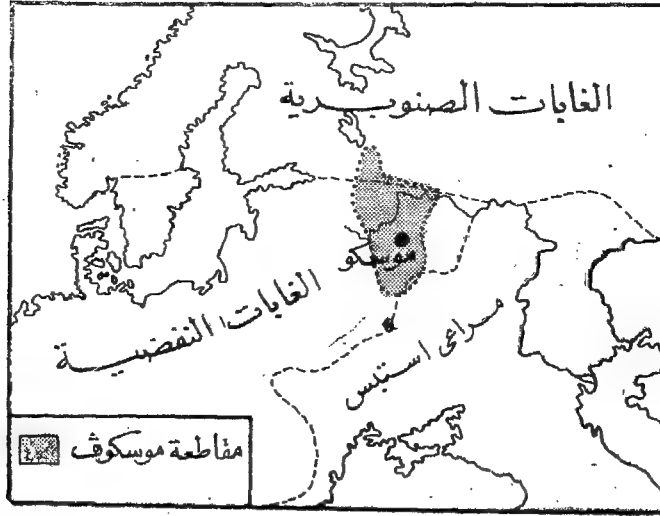 الغابات الصنوبرية
موسكو
الغابات النفضية
مراعى استبس
مقاطعة موسكوف